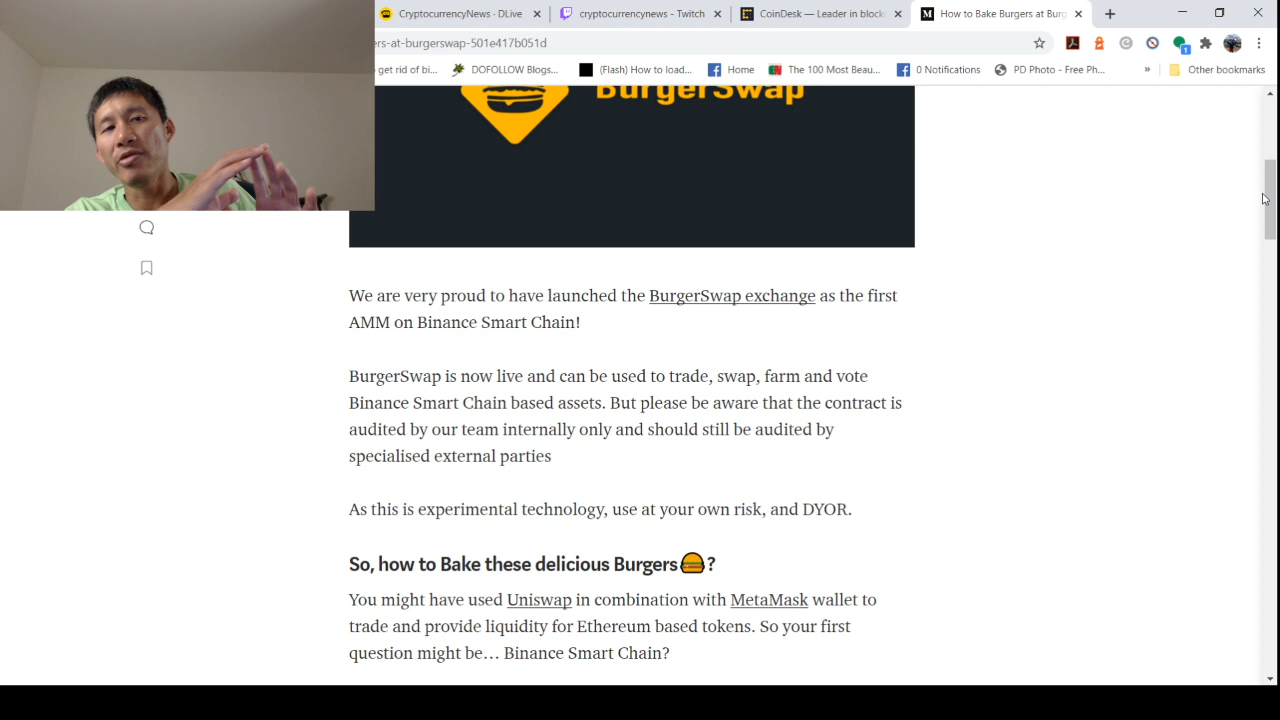 CryptocurrencyNews · DLive
cryptocurrencynews - Twitch
CoinDesk — Leader in block
How to Bake Burgers at Burg
ers-at-burgerswap-501e417b051d
get rid of bi...
DOFOLLOW Blogs...
(Flash) How to load...
Home
The 100 Most Beau...
0 Notifications
PD Photo - Free Ph...
»
Other bookmarks
1
BurgerSwap
We are very proud to have launched the BurgerSwap exchange as the first
AMM on Binance Smart Chain!
BurgerSwap is now live and can be used to trade, swap, farm and vote
Binance Smart Chain based assets. But please be aware that the contract is
audited by our team internally only and should still be audited by
specialised external parties
As this is experimental technology, use at your own risk, and DYOR.
So, how to Bake these delicious Burgers🍔?
You might have used Uniswap in combination with MetaMask wallet to
trade and provide liquidity for Ethereum based tokens. So your first
question might be… Binance Smart Chain?